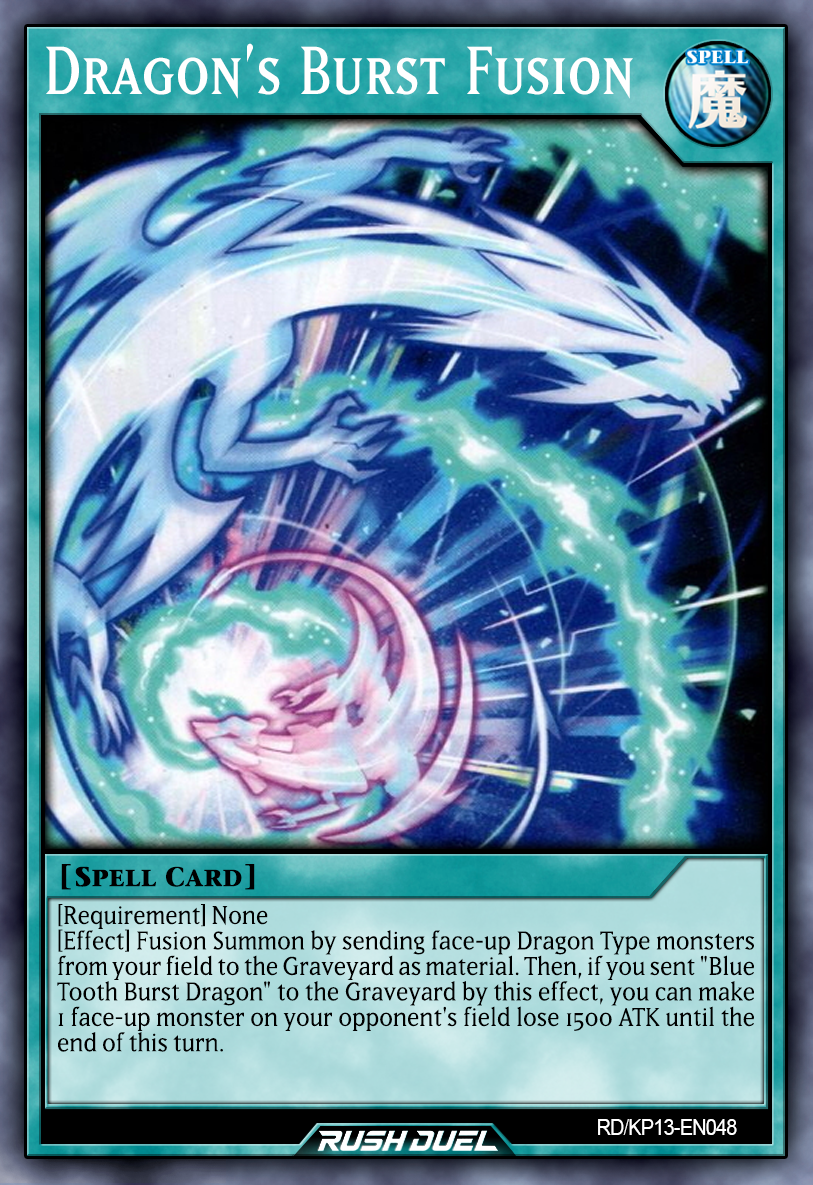 Dragon's Burst Fusion
SPELL
魔
[Spell Card]
[Requirement] None
[Effect] Fusion Summon by sending face-up Dragon Type monsters
from your field to the Graveyard as material. Then, if you sent "Blue
Tooth Burst Dragon" to the Graveyard by this effect, you can make
1 face-up monster on your opponent's field lose 1500 ATK until the
end of this turn.
RUSH DUEL
RD/KP13-EN048